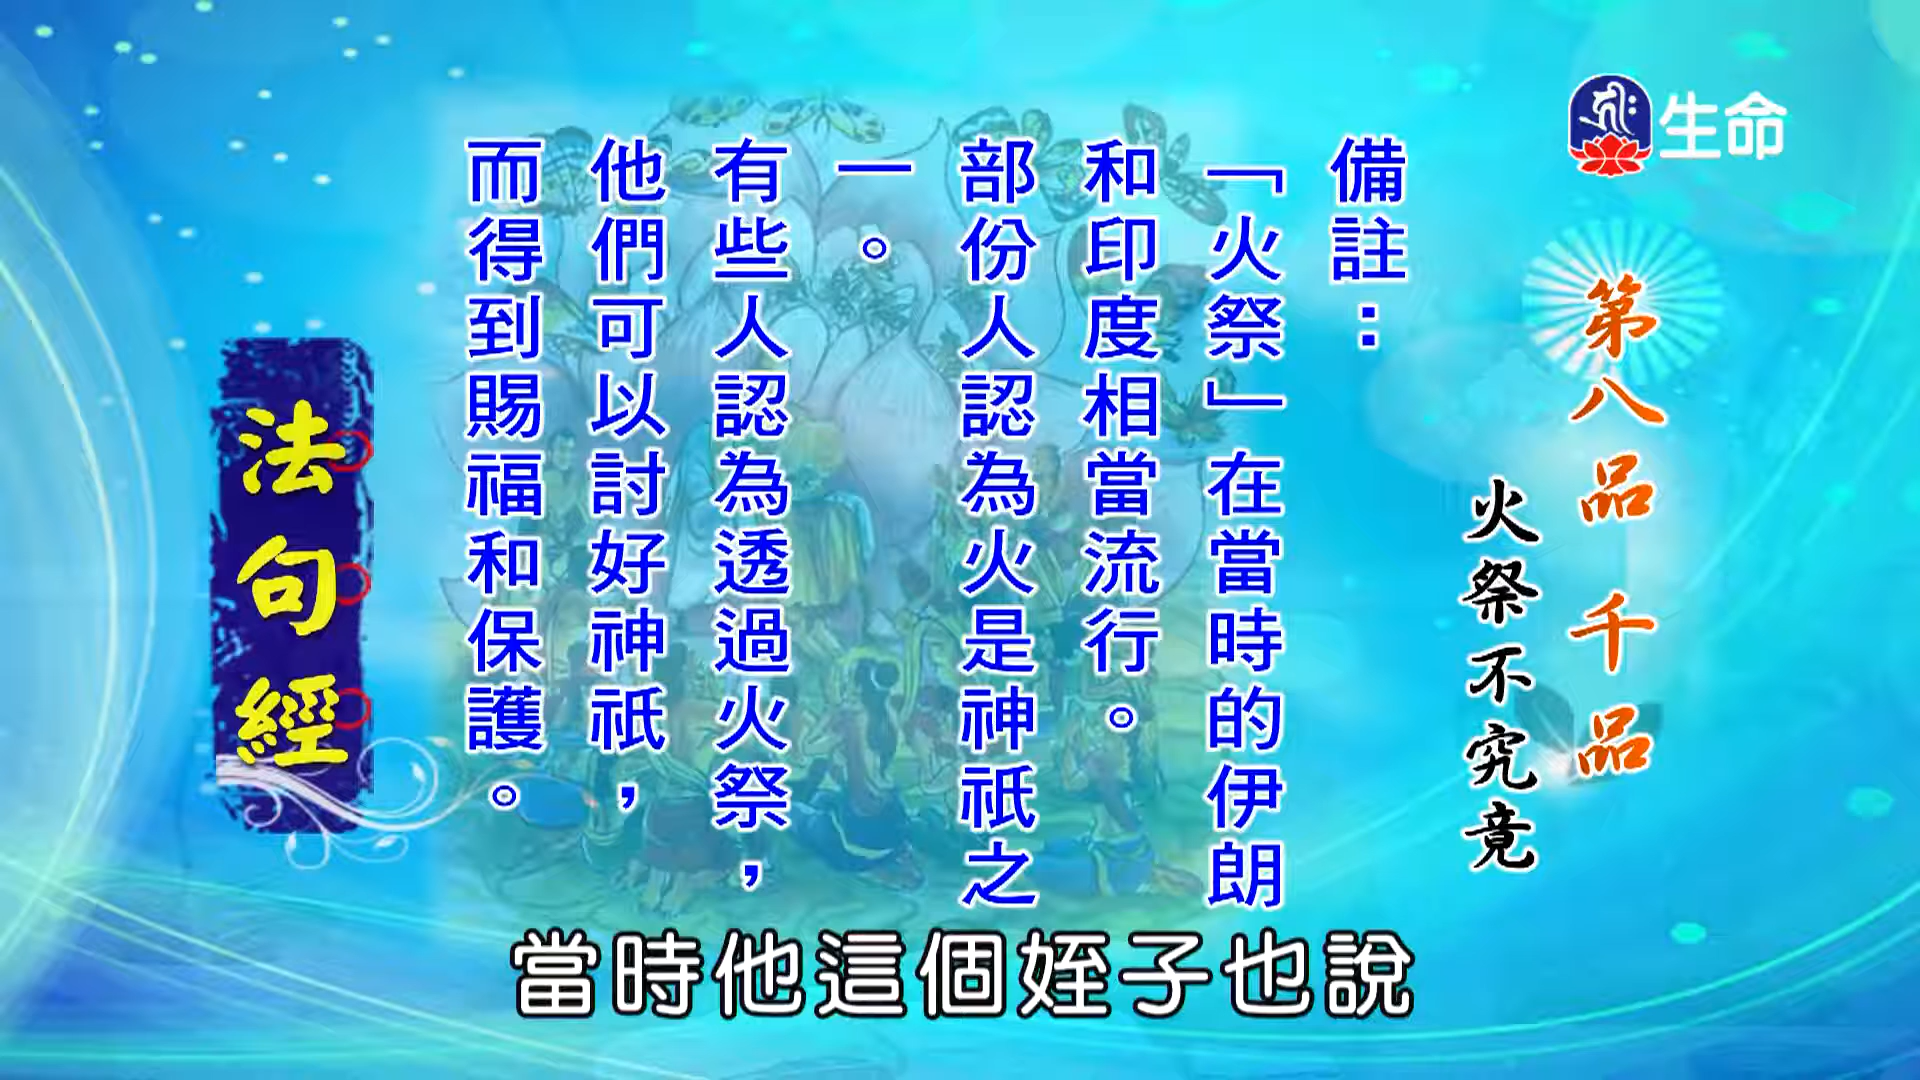 生命
第八品 千品
火祭不究竟
備註：
「火祭」在當時的伊朗
和印度相當流行。
部份人認為火是神祇之
一。
有些人認為透過火祭，
他們可以討好神祇，
而得到賜福和保護。
法句經
當時他這個姪子也說